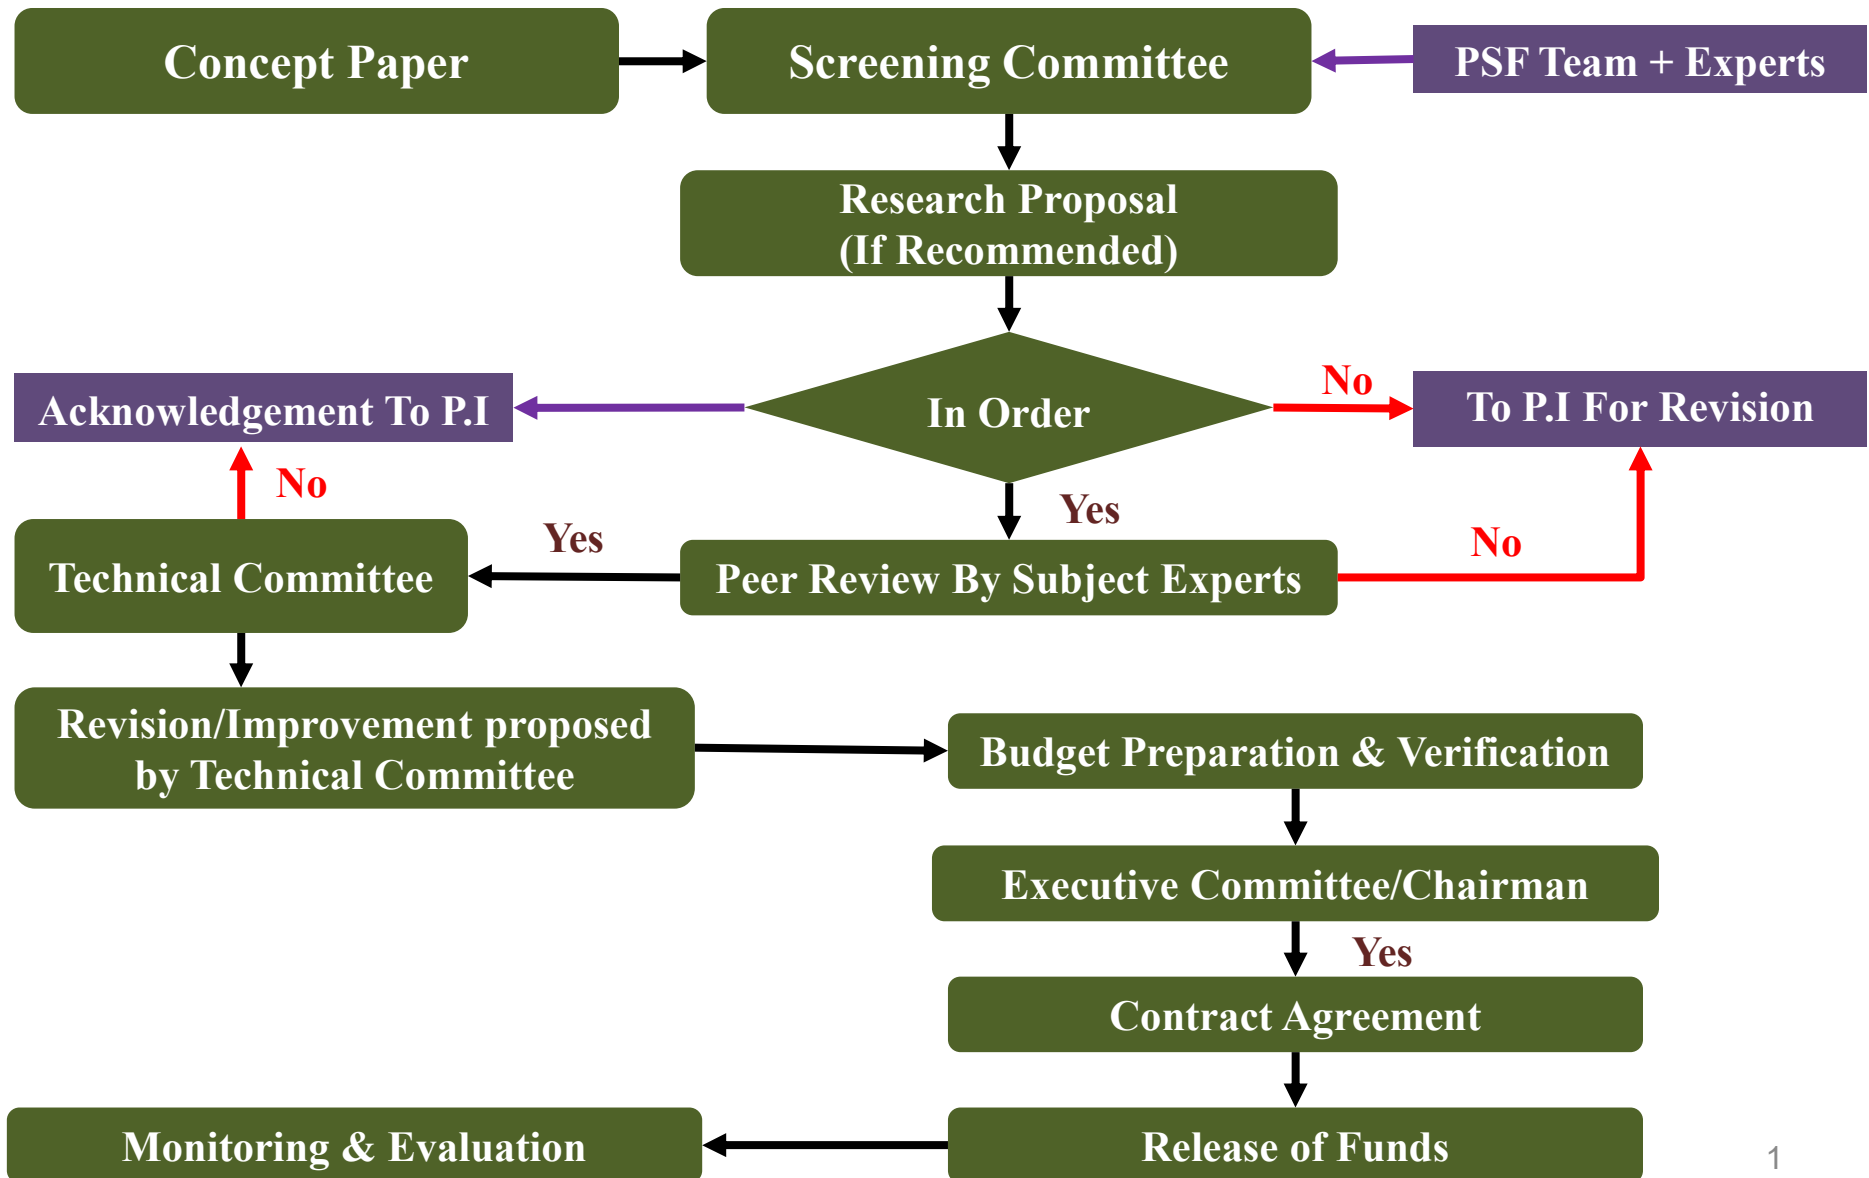 Concept Paper
Screening Committee
PSF Team + Experts
Research Proposal
(If Recommended)
Acknowledgement To P.I
In Order
No
To P.I For Revision
No
Yes
Yes
No
Technical Committee
Peer Review By Subject Experts
Revision/Improvement proposed
by Technical Committee
Budget Preparation & Verification
Executive Committee/Chairman
Yes
Contract Agreement
Monitoring & Evaluation
Release of Funds
1